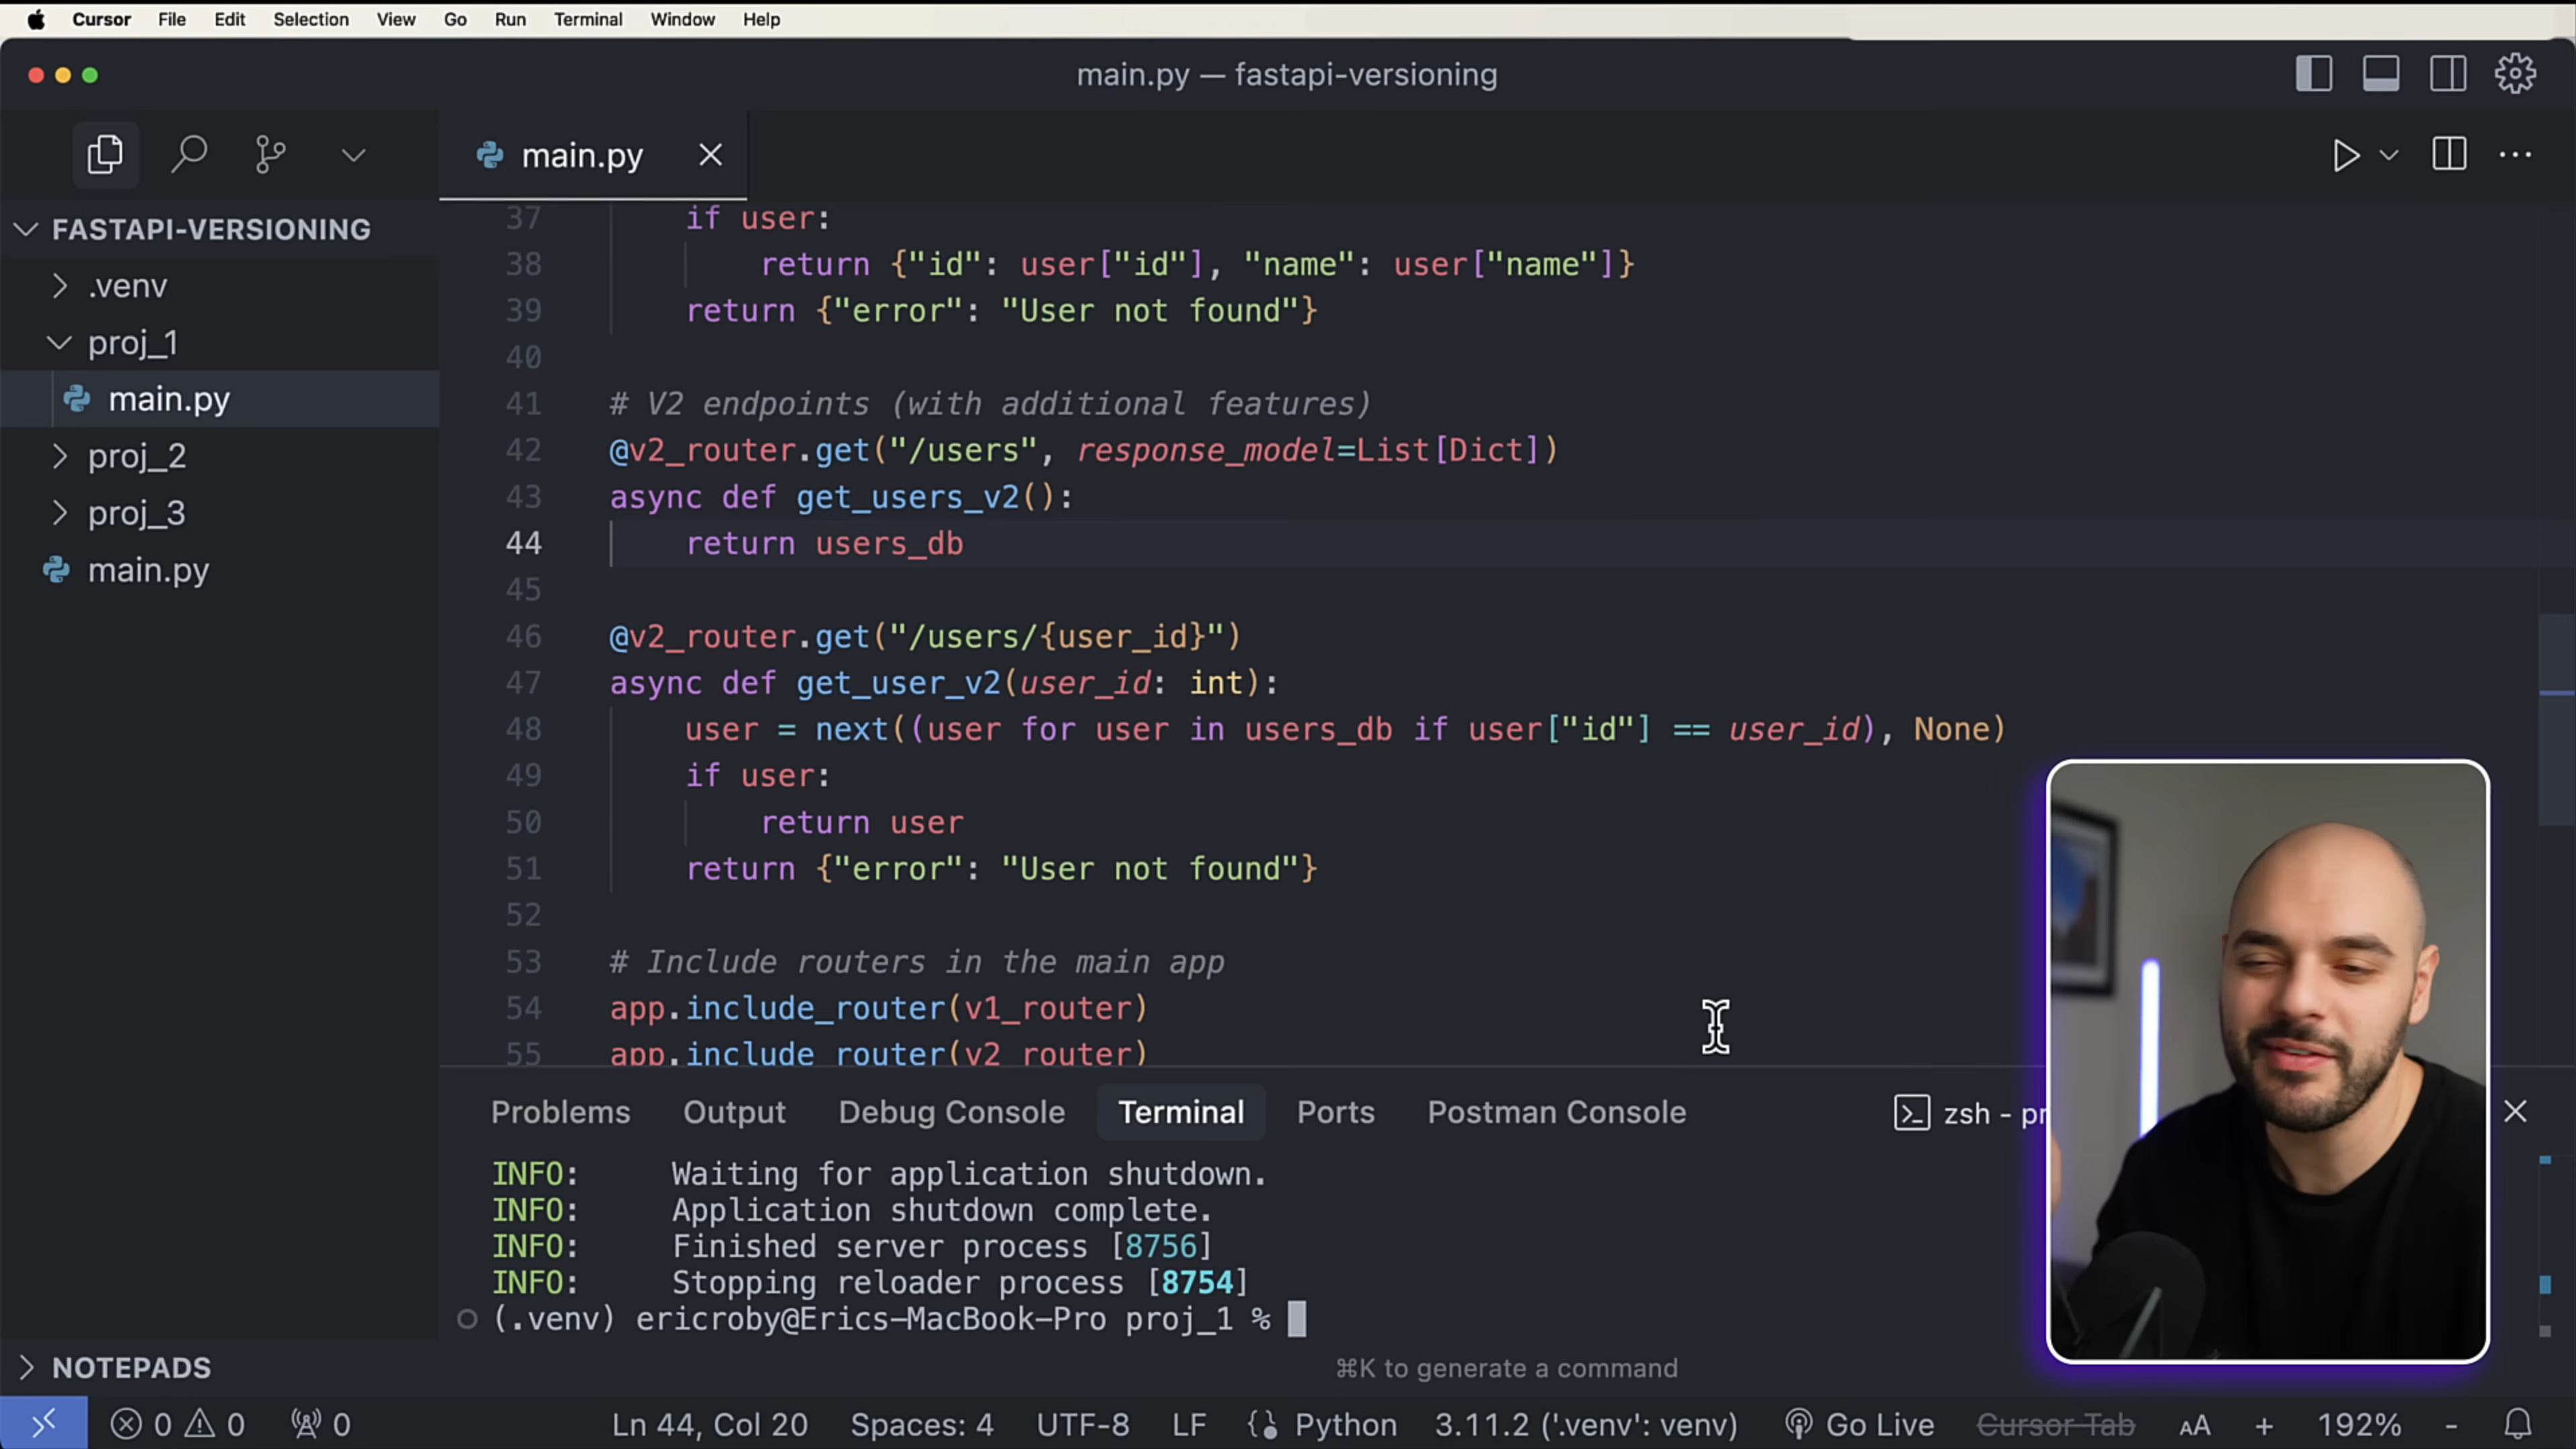 Cursor File Edit Selection View Go Run Terminal Window Help
main.py — fastapi-versioning
main.py
FASTAPI-VERSIONING
.venv
proj_1
main.py
proj_2
proj_3
main.py
37 if user:
38 return {"id": user["id"], "name": user["name"]}
39 return {"error": "User not found"}
40
41 # V2 endpoints (with additional features)
42 @v2_router.get("/users", response_model=List[Dict])
43 async def get_users_v2():
44 return users_db
45
46 @v2_router.get("/users/{user_id}")
47 async def get_user_v2(user_id: int):
48 user = next((user for user in users_db if user["id"] == user_id), None)
49 if user:
50 return user
51 return {"error": "User not found"}
52
53 # Include routers in the main app
54 app.include_router(v1_router)
55 app.include_router(v2_router)
Problems Output Debug Console Terminal Ports Postman Console zsh - pr
INFO: Waiting for application shutdown.
INFO: Application shutdown complete.
INFO: Finished server process [8756]
INFO: Stopping reloader process [8754]
(.venv) ericroby@Erics-MacBook-Pro proj_1 %
NOTEPADS
⌘K to generate a command
0 0 0 Ln 44, Col 20 Spaces: 4 UTF-8 LF Python 3.11.2 ('.venv': venv) Go Live Cursor Tab AA + 192% -